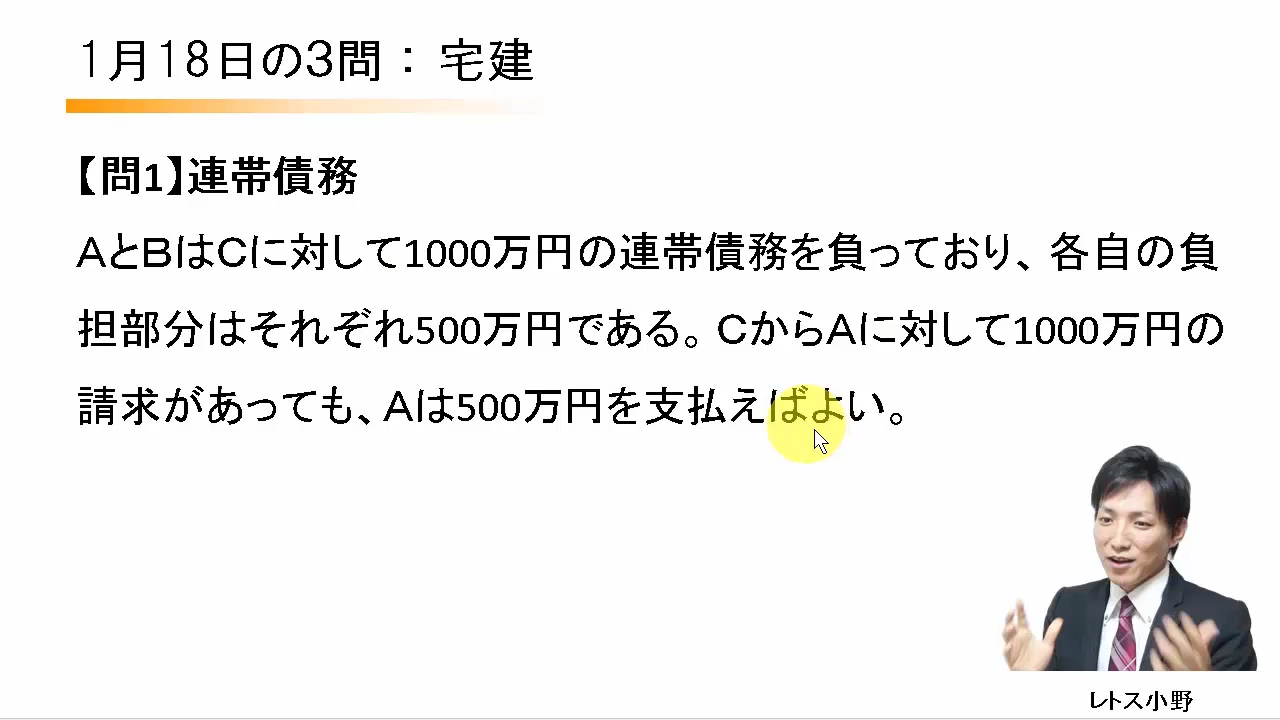 1月18日の3問：宅建
【問1】連帯債務
AとBはCに対して1000万円の連帯債務を負っており、各自の負
担部分はそれぞれ500万円である。CからAに対して1000万円の
請求があっても、Aは500万円を支払えばよい。
レトス小野